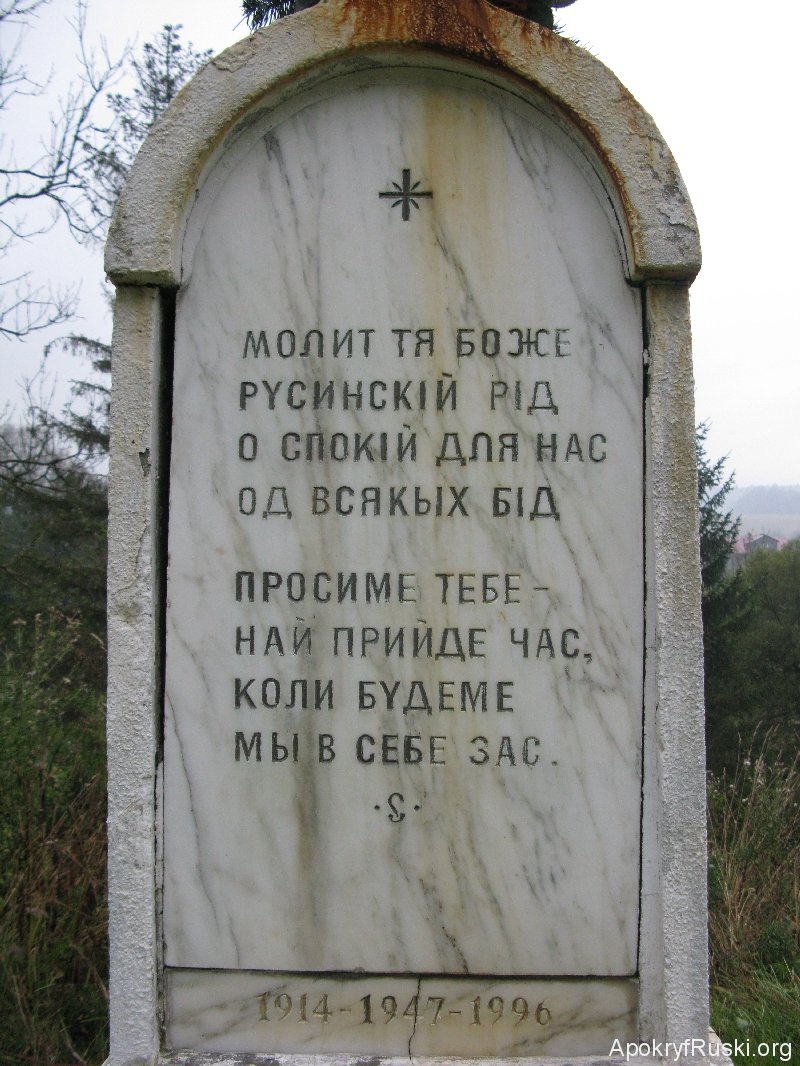 МОЛИТ ТЯ БОЖЕ
РУСИНСКІЙ РІД
О СПОКІЙ ДЛЯ НАС
ОД ВСЯКЫХ БІД
ПРОСИМЕ ТЕБЕ -
НАЙ ПРИЙДЕ ЧАС,
КОЛИ БУДЕМЕ
МЫ В СЕБЕ ЗАС.
1914-1947-1996
ApokryfRuski.org